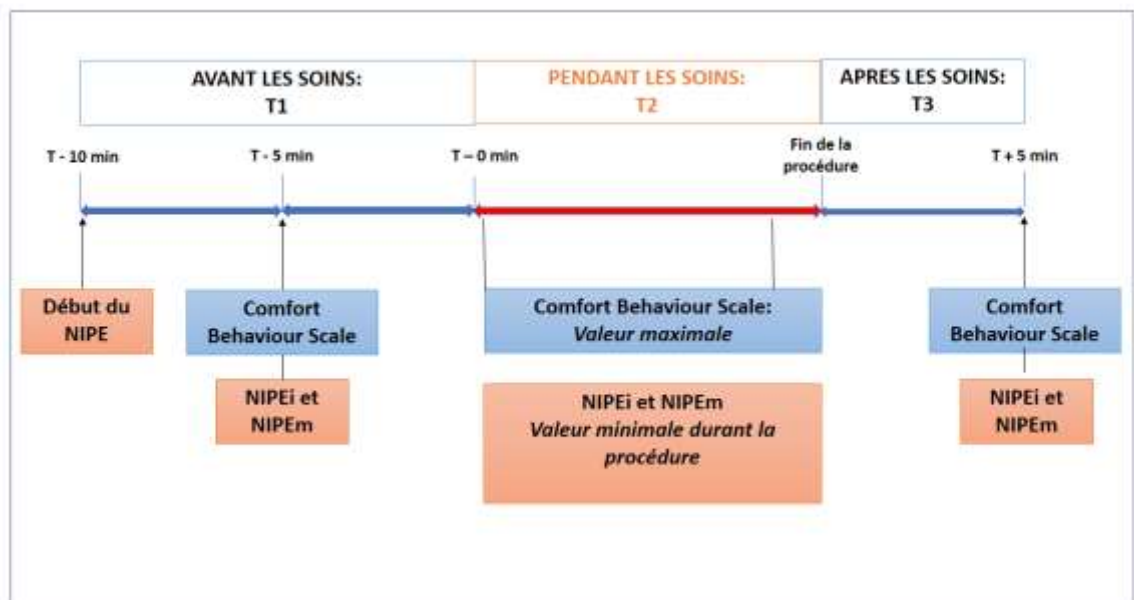 AVANT LES SOINS:
T1
PENDANT LES SOINS:
T2
APRES LES SOINS:
T3
T - 10 min
T - 5 min
T – 0 min
Fin de la
procédure
T + 5 min
Début du
NIPE
Comfort
Behaviour Scale
Comfort Behaviour Scale:
Valeur maximale
Comfort
Behaviour Scale
NIPEi et
NIPEm
NIPEi et NIPEm
Valeur minimale durant la
procédure
NIPEi et
NIPEm